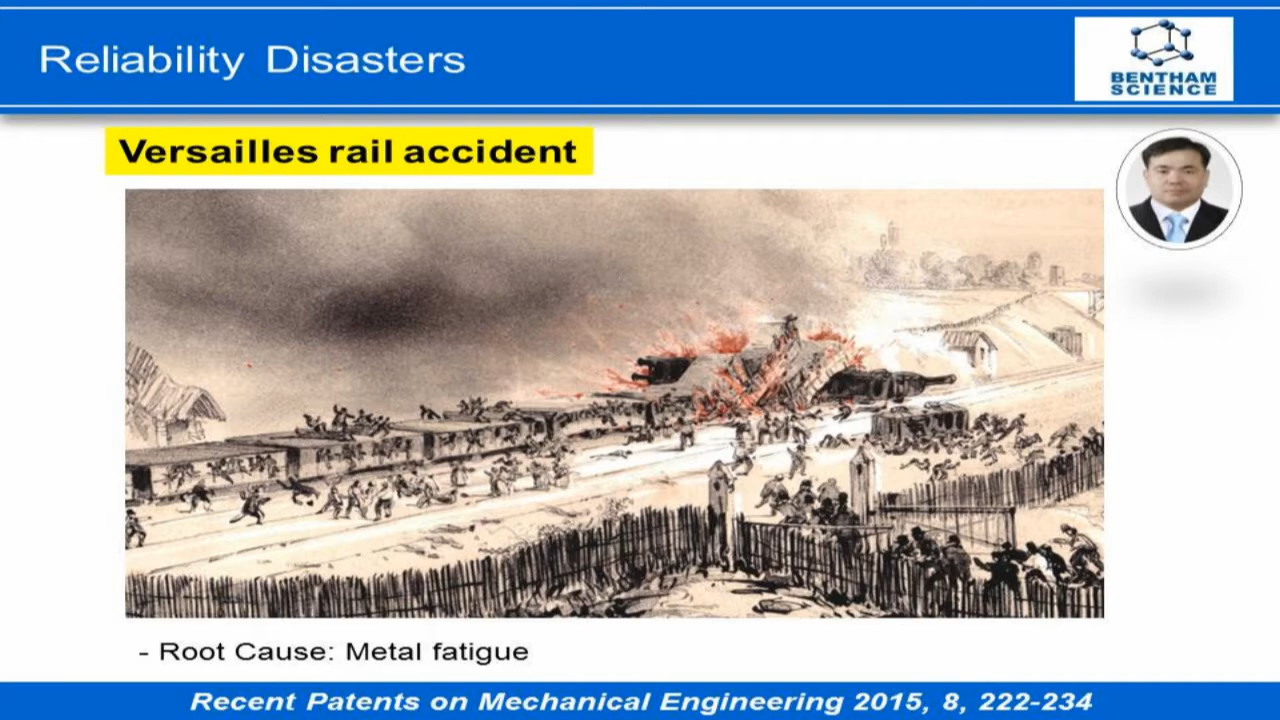 Reliability Disasters
BENTHAM
SCIENCE
Versailles rail accident
- Root Cause: Metal fatigue
Recent Patents on Mechanical Engineering 2015, 8, 222-234